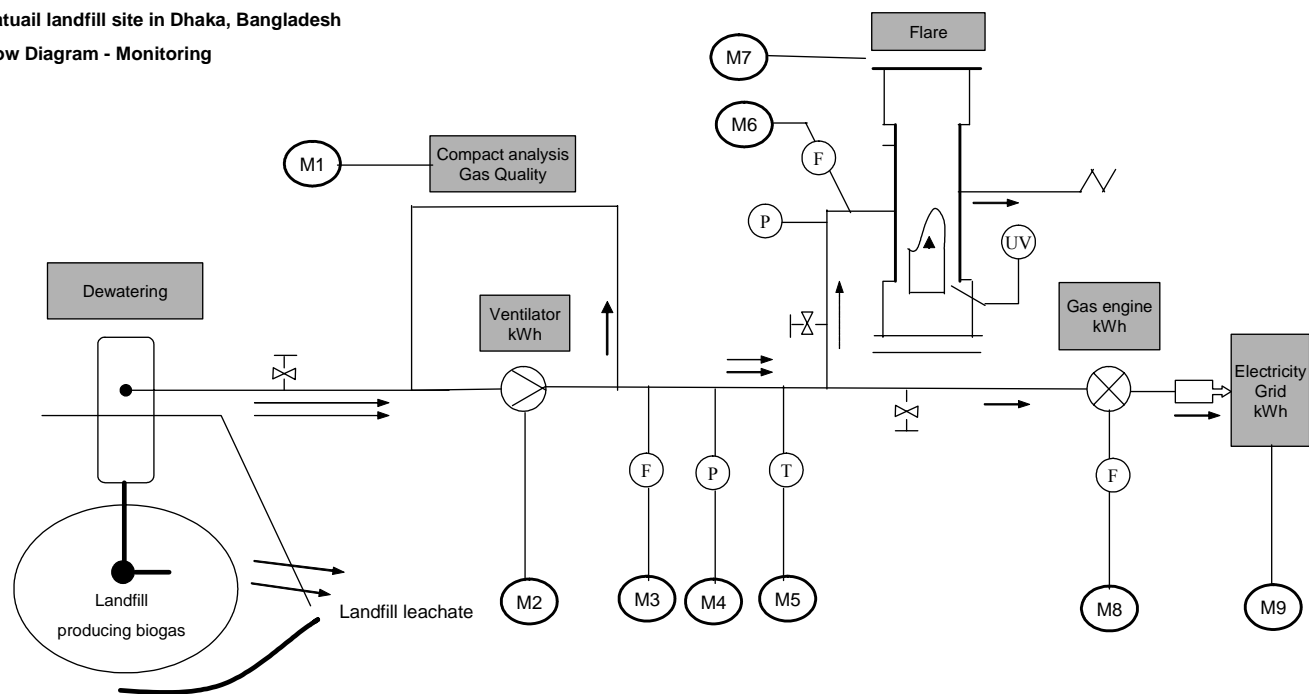 tuail landfill site in Dhaka, Bangladesh
ow Diagram - Monitoring
Flare
M7
M6
F
M1
Compact analysis
Gas Quality
P
UV
Dewatering
Ventilator
kWh
Gas engine
kWh
Electricity
Grid
kWh
F
P
T
F
Landfill
producing biogas
Landfill leachate
M2
M3
M4
M5
M8
M9